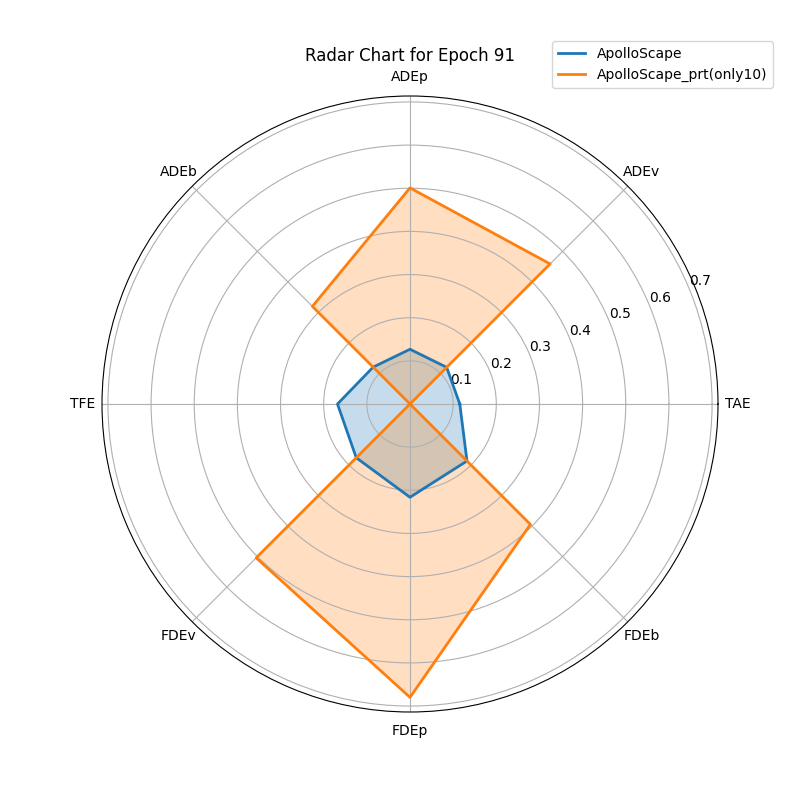 Radar Chart for Epoch 91
ApolloScape
ApolloScape_prt(only10)
ADEp
ADEb
ADEv
0.7
0.6
0.5
0.4
0.3
0.2
0.1
TFE
TAE
FDEv
FDEb
FDEp